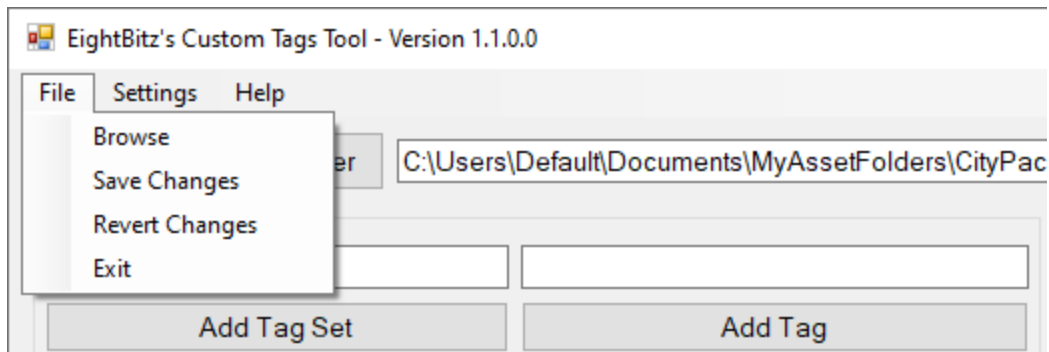 EightBitz's Custom Tags Tool - Version 1.1.0.0
File Settings Help
Browse
er C:\Users\Default\Documents\MyAssetFolders\CityPac
Save Changes
Revert Changes
Exit
Add Tag Set Add Tag